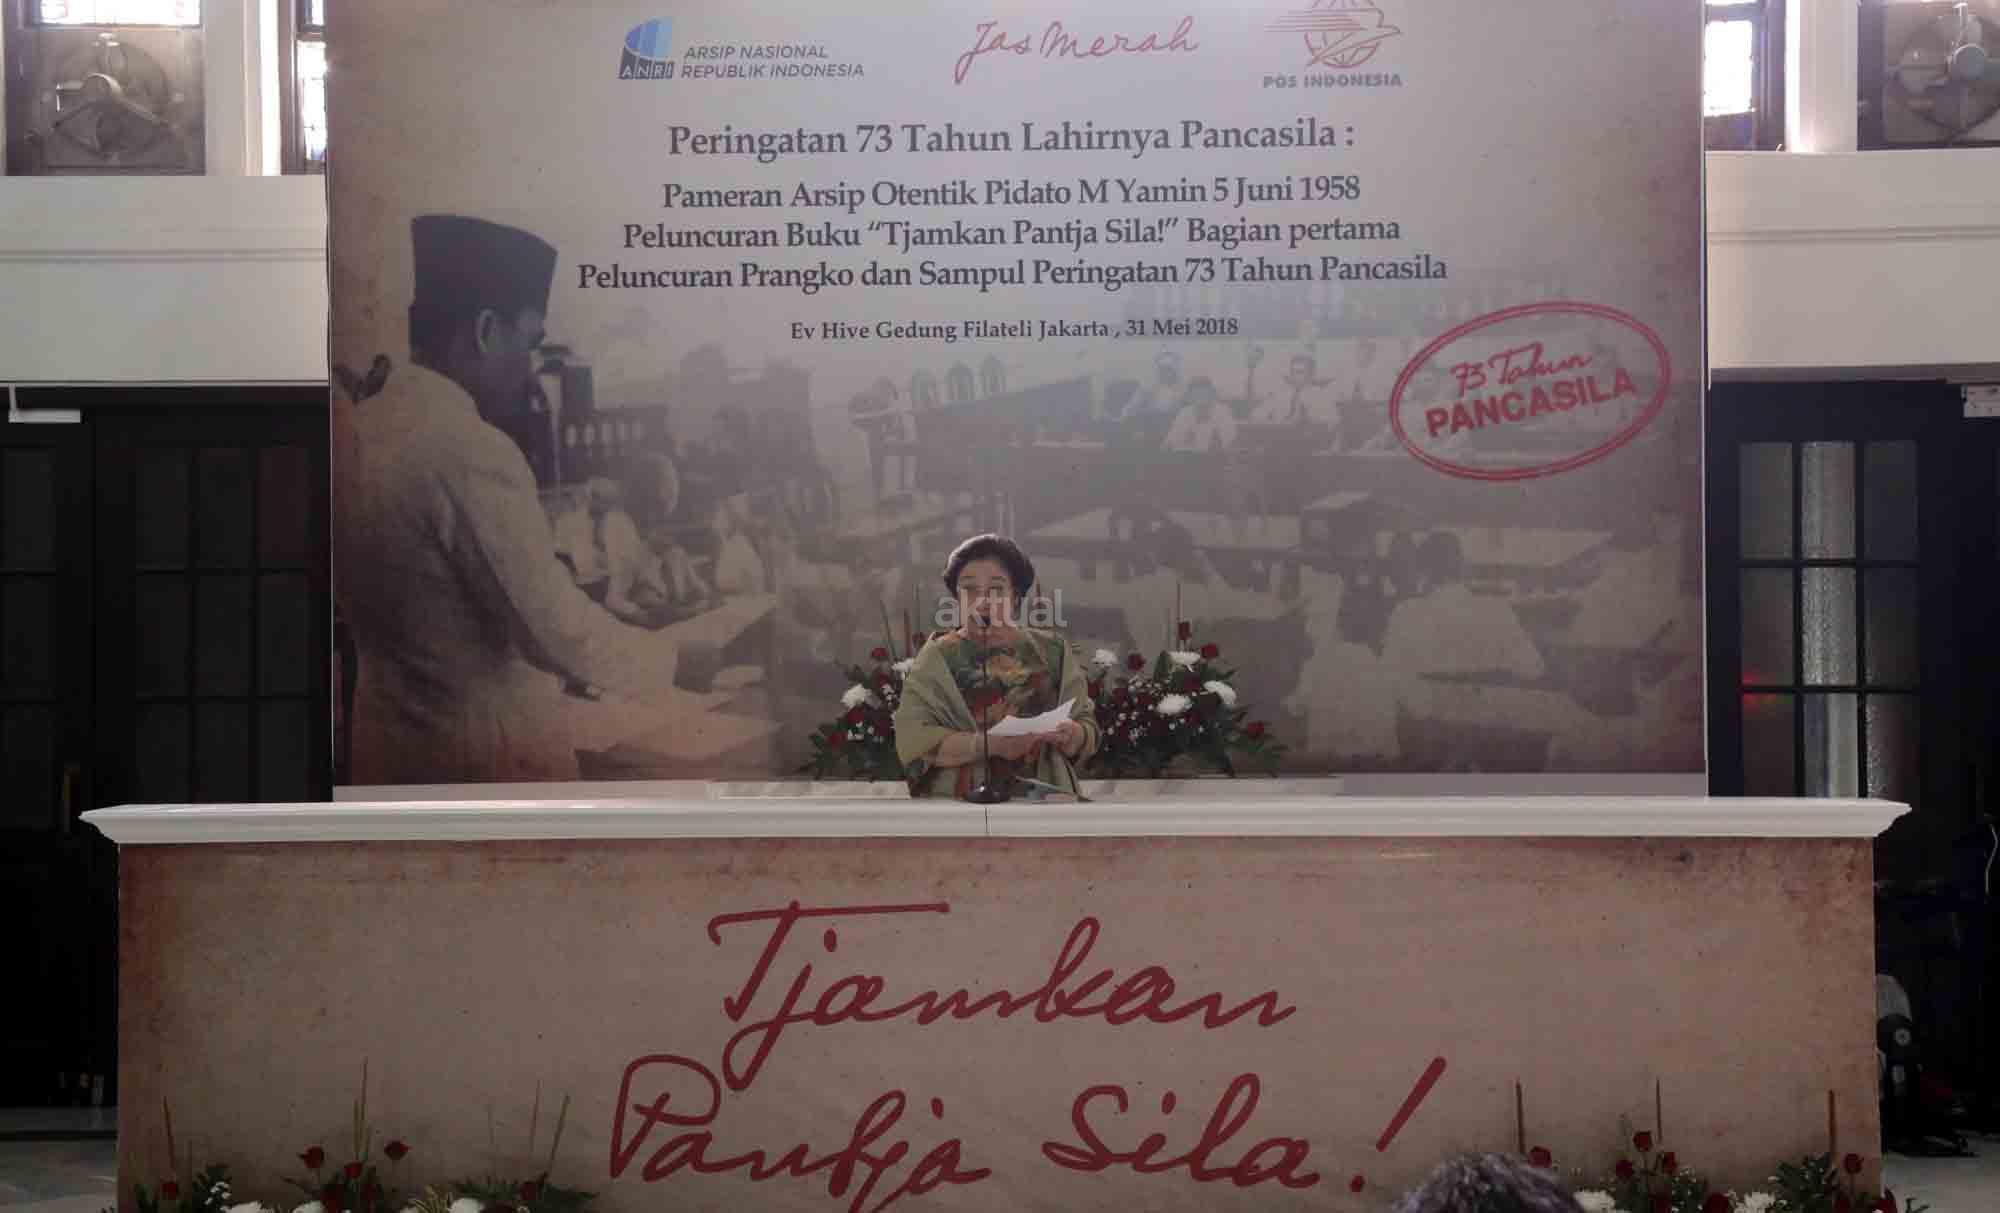 ANRI
ARSIP NASIONAL
REPUBLIK INDONESIA
Jas Merah
POS INDONESIA
Peringatan 73 Tahun Lahirnya Pancasila :
Pameran Arsip Otentik Pidato M Yamin 5 Juni 1958
Peluncuran Buku “Tjamkan Pantja Sila!” Bagian pertama
Peluncuran Prangko dan Sampul Peringatan 73 Tahun Pancasila
Ev Hive Gedung Filateli Jakarta , 31 Mei 2018
73 Tahun
PANCASILA
aktual
Tjamkan
Pantja Sila!